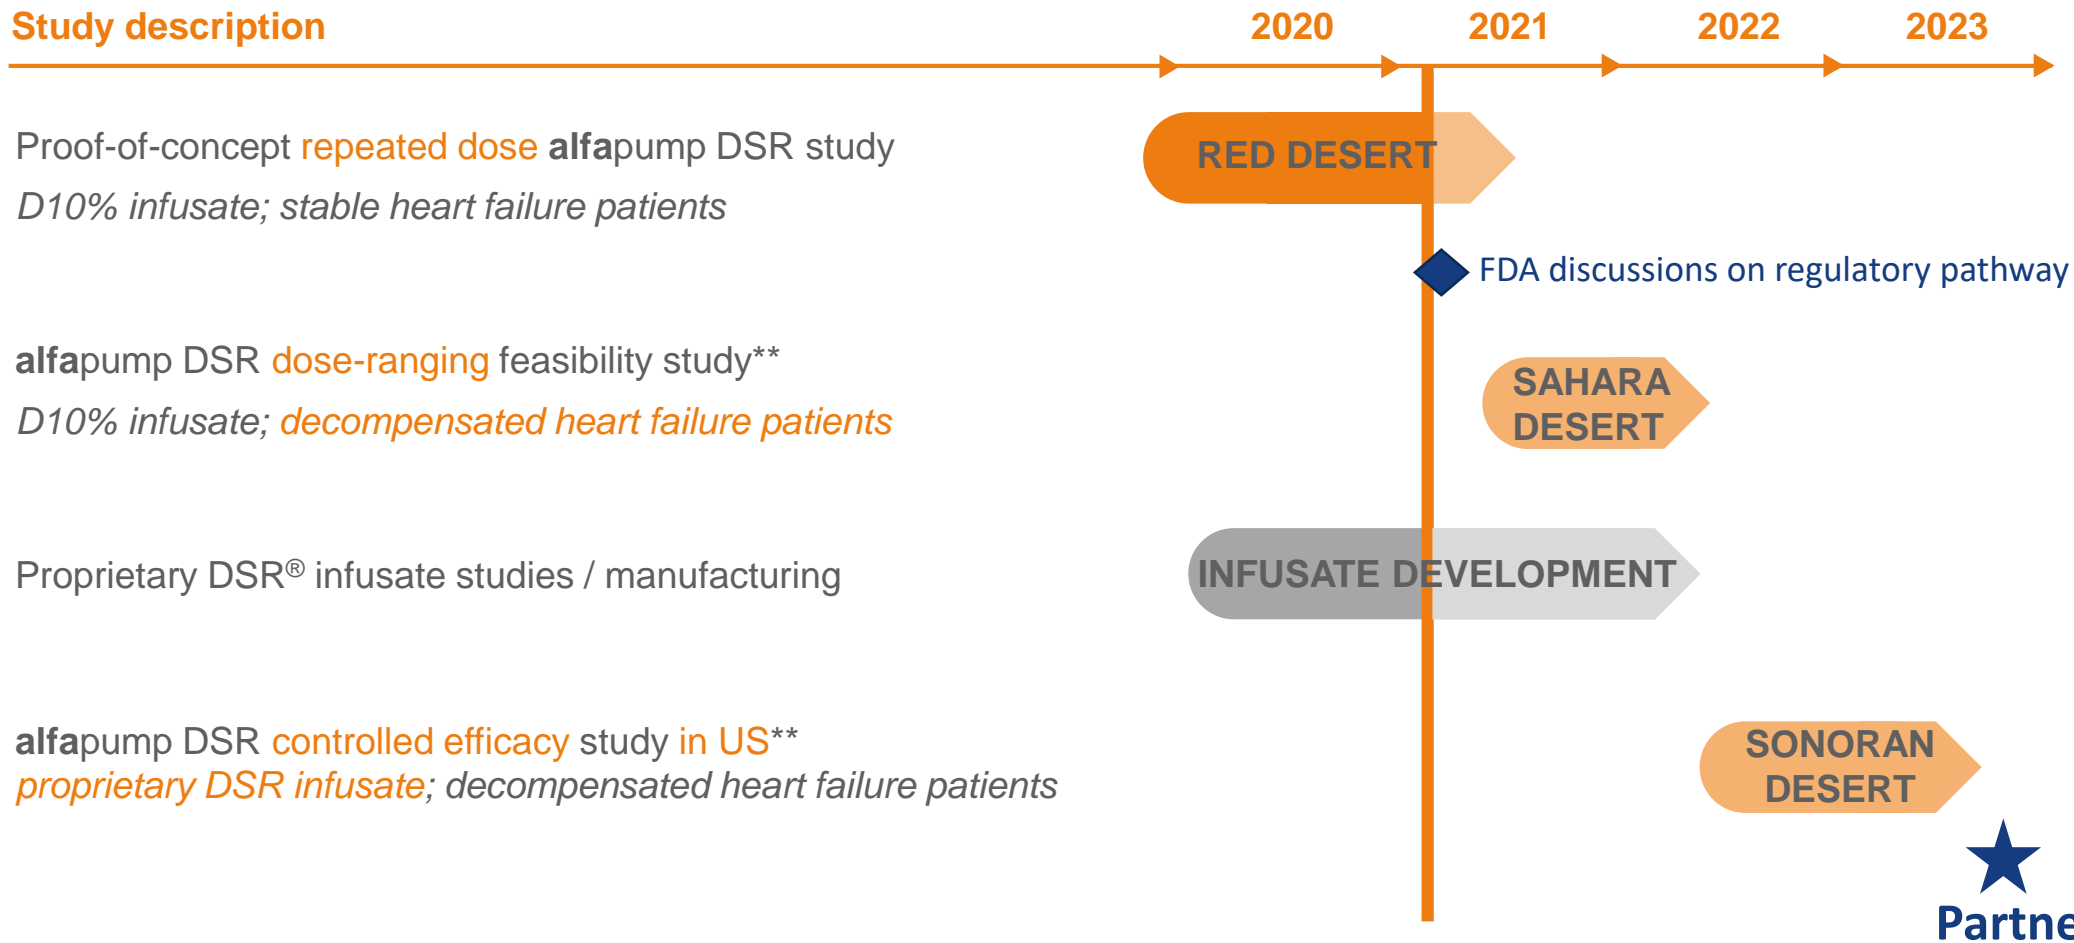 Study description 2020 2021 2022 2023
Proof-of-concept repeated dose alfapump DSR study
D10% infusate; stable heart failure patients
RED DESERT
FDA discussions on regulatory pathway
alfapump DSR dose-ranging feasibility study**
D10% infusate; decompensated heart failure patients
SAHARA
DESERT
Proprietary DSR® infusate studies / manufacturing
INFUSATE DEVELOPMENT
alfapump DSR controlled efficacy study in US**
proprietary DSR infusate; decompensated heart failure patients
SONORAN
DESERT